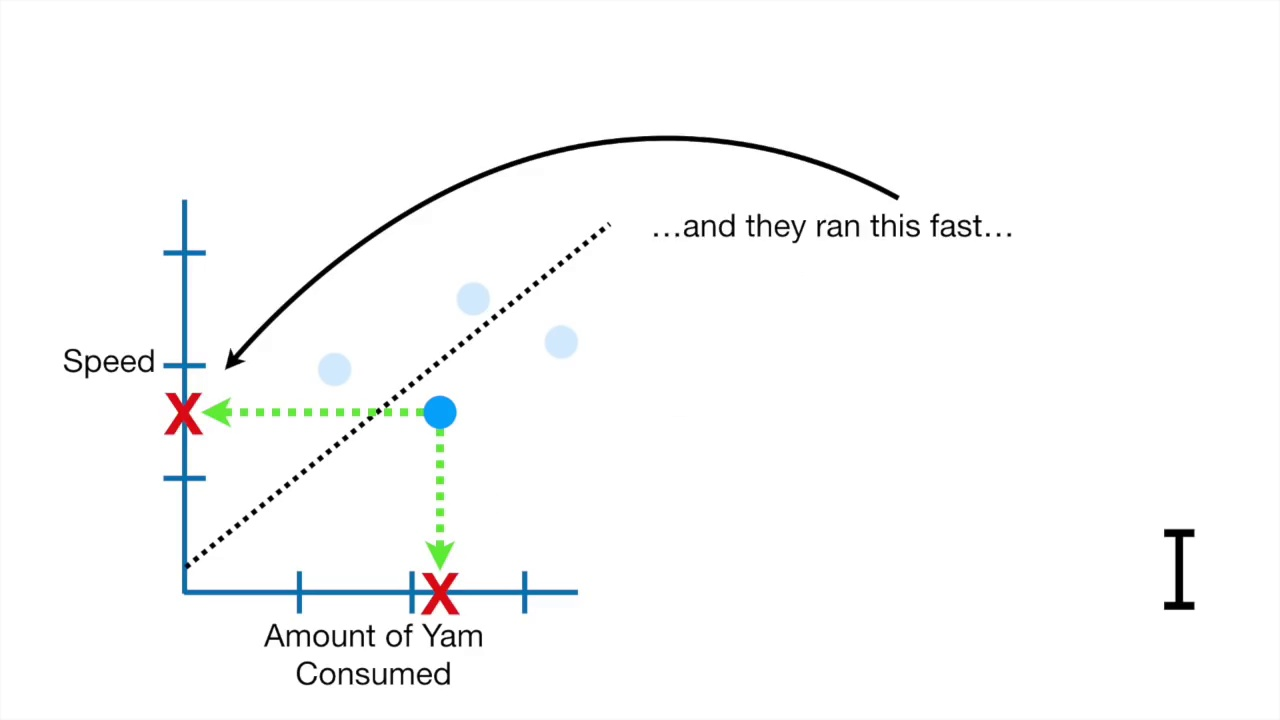 …and they ran this fast…
Speed
X
X
Amount of Yam
Consumed